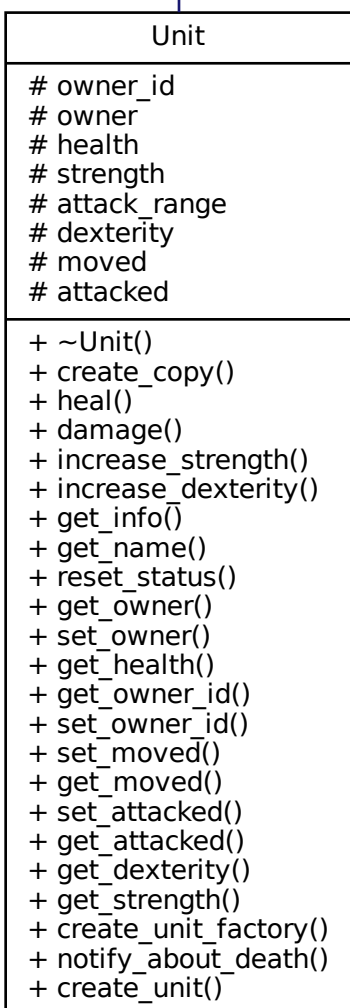 Unit
# owner_id
# owner
# health
# strength
# attack_range
# dexterity
# moved
# attacked
+ ~Unit()
+ create_copy()
+ heal()
+ damage()
+ increase_strength()
+ increase_dexterity()
+ get_info()
+ get_name()
+ reset_status()
+ get_owner()
+ set_owner()
+ get_health()
+ get_owner_id()
+ set_owner_id()
+ set_moved()
+ get_moved()
+ set_attacked()
+ get_attacked()
+ get_dexterity()
+ get_strength()
+ create_unit_factory()
+ notify_about_death()
+ create_unit()